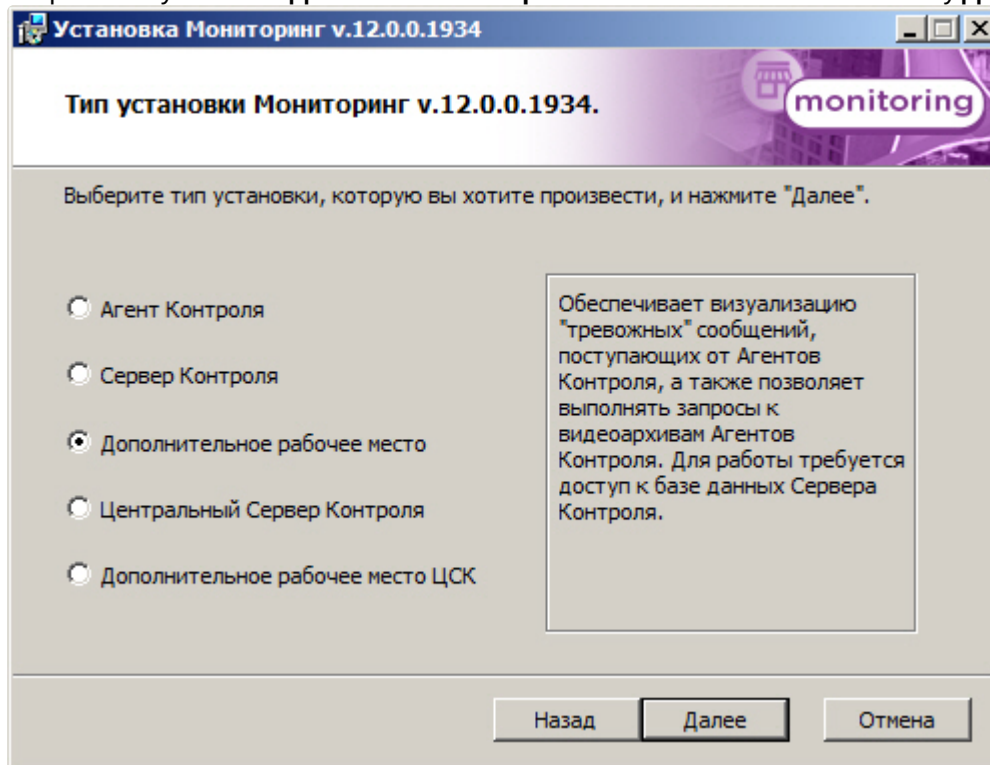 Установка Мониторинг v.12.0.0.1934
Тип установки Мониторинг v.12.0.0.1934.
monitoring
Выберите тип установки, которую вы хотите произвести, и нажмите "Далее".
Агент Контроля
Сервер Контроля
Дополнительное рабочее место
Центральный Сервер Контроля
Дополнительное рабочее место ЦСК
Обеспечивает визуализацию
"тревожных" сообщений,
поступающих от Агентов
Контроля, а также позволяет
выполнять запросы к
видеоархивам Агентов
Контроля. Для работы требуется
доступ к базе данных Сервера
Контроля.
Назад
Далее
Отмена